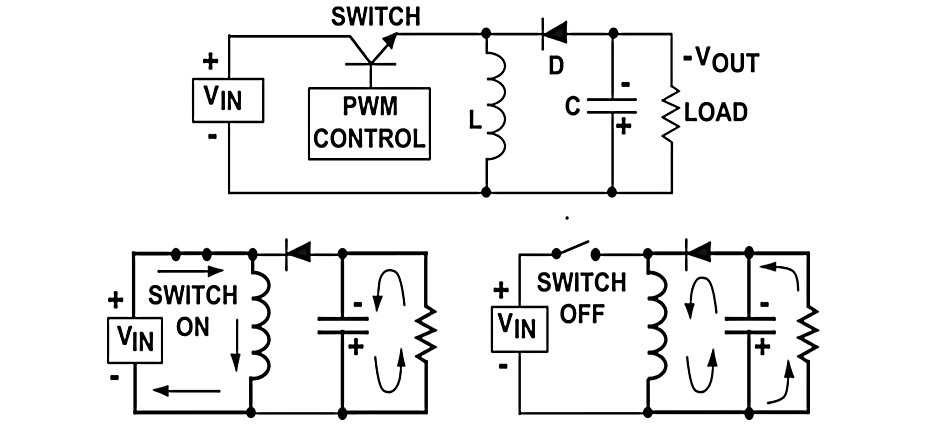 SWITCH
+
VIN
-
PWM
CONTROL
L
D
C
-
+
-VOUT
LOAD
+
VIN
-
SWITCH
ON
-
+
+
VIN
-
SWITCH
OFF
-
+